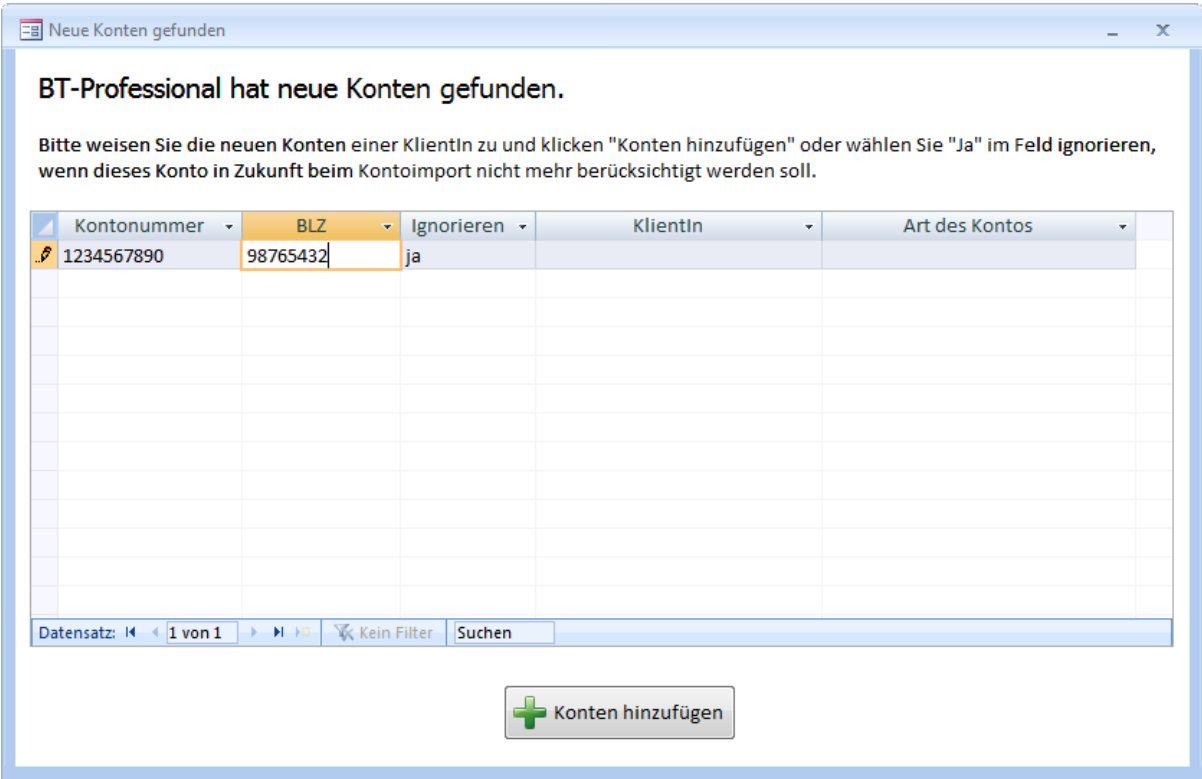 Neue Konten gefunden
BT-Professional hat neue Konten gefunden.
Bitte weisen Sie die neuen Konten einer KlientIn zu und klicken "Konten hinzufügen" oder wählen Sie "Ja" im Feld ignorieren,
wenn dieses Konto in Zukunft beim Kontoimport nicht mehr berücksichtigt werden soll.
Kontonummer BLZ Ignorieren KlientIn Art des Kontos
1234567890 98765432 ja
Datensatz: 1 von 1 Kein Filter Suchen
Konten hinzufügen